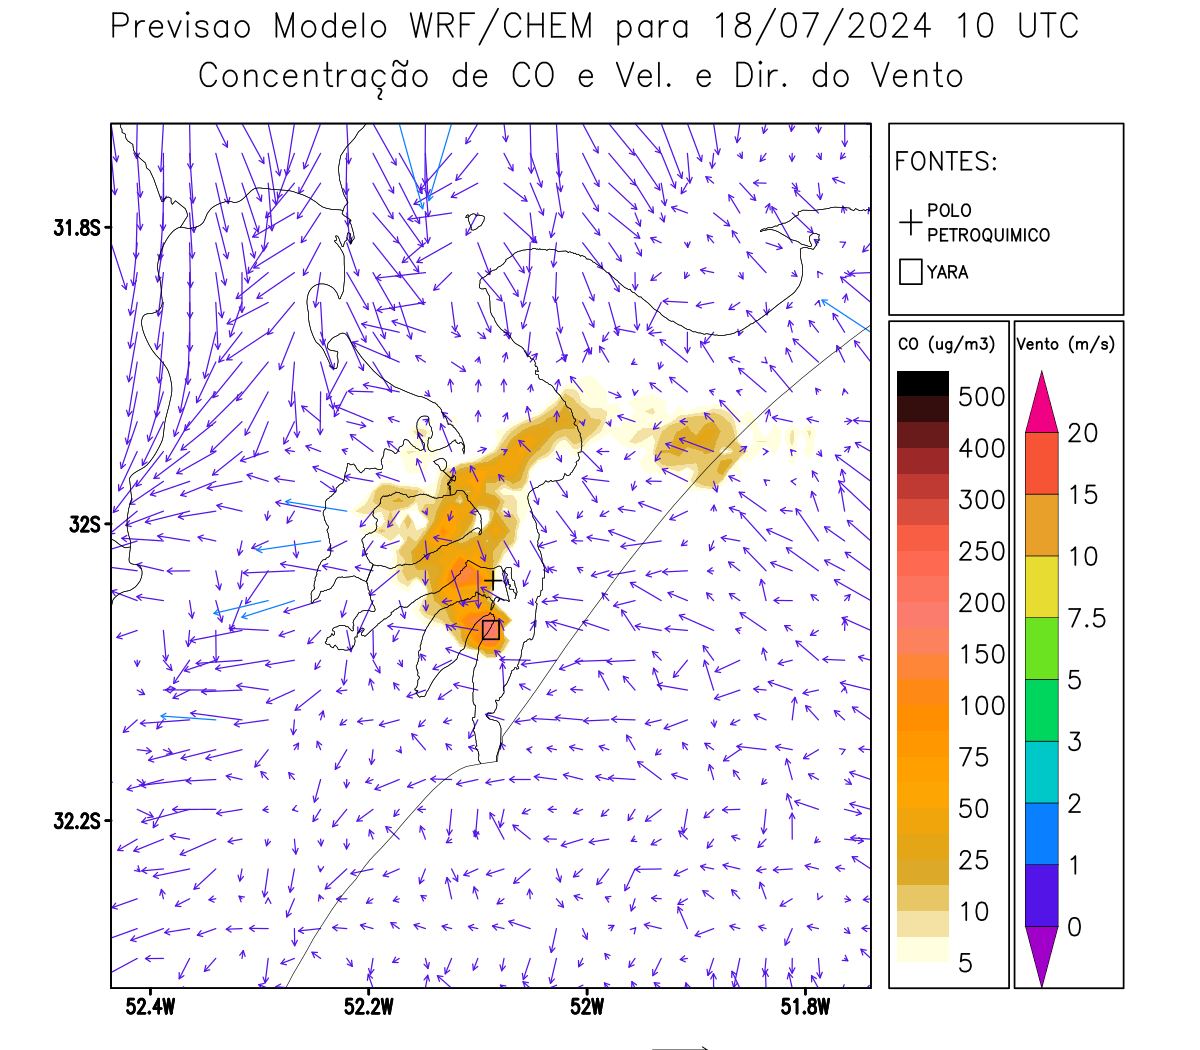 Previsao Modelo WRF/CHEM para 18/07/2024 10 UTC
Concentração de CO e Vel. e Dir. do Vento
FONTES:
POLO
PETROQUIMICO
YARA
CO (ug/m3)
500
400
300
250
200
150
100
75
50
25
10
5
Vento (m/s)
20
15
10
7.5
5
3
2
1
0
31.8S
32S
32.2S
52.4W
52.2W
52W
51.8W